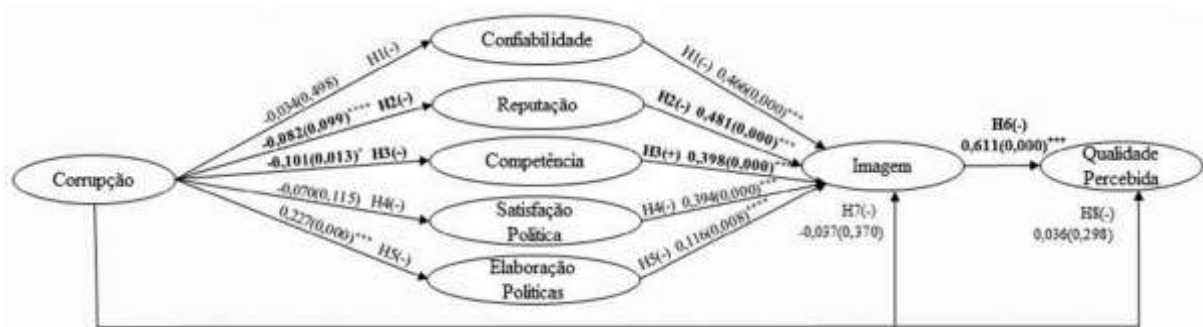 Confiabilidade
-0,034(0,498) H1(-)
H1(-) 0,466(0,000)***
Reputação
-0,082(0,099)**** H2(-)
H2(-) 0,481(0,000)***
Competência
-0,101(0,013)* H3(-)
H3(+) 0,398(0,000)***
Corrupção
Imagem
H6(-)
0,611(0,000)***
Qualidade
Percebida
-0,070(0,115) H4(-)
Satisfação
Política
H4(-) 0,394(0,000)***
0,227(0,000)*** H5(-)
Elaboração
Políticas
H5(-) 0,116(0,008)****
H7(-)
-0,037(0,370)
H8(-)
0,036(0,298)